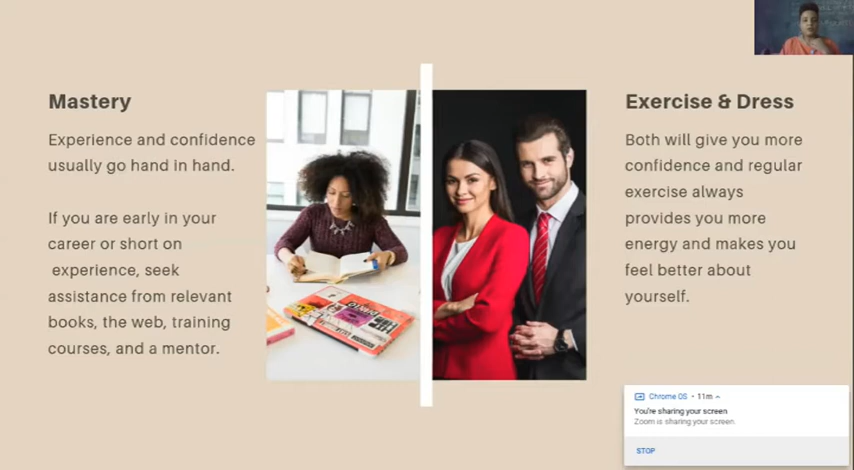 Mastery
Experience and confidence
usually go hand in hand.
If you are early in your
career or short on
experience, seek
assistance from relevant
books, the web, training
courses, and a mentor.
Exercise & Dress
Both will give you more
confidence and regular
exercise always
provides you more
energy and makes you
feel better about
yourself.
Chrome OS • 11m
You're sharing your screen
Zoom is sharing your screen.
STOP